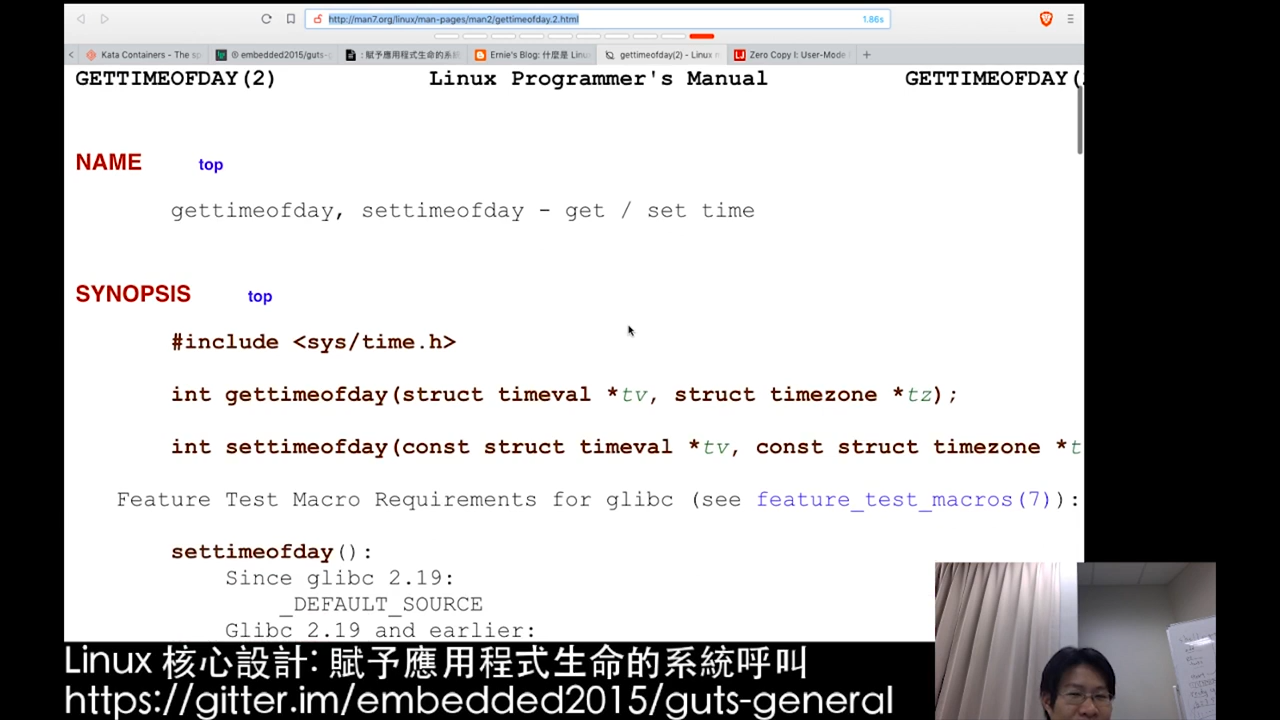 http://man7.org/linux/man-pages/man2/gettimeofday.2.html 1.86s
Kata Containers - The sp embedded2015/guts- : 賦予應用程式生命的系統 Ernie's Blog: 什麼是 Linu gettimeofday(2) - Linux m Zero Copy I: User-Mode
GETTIMEOFDAY(2) Linux Programmer's Manual GETTIMEOFDAY(
NAME top
gettimeofday, settimeofday - get / set time
SYNOPSIS top
#include <sys/time.h>
int gettimeofday(struct timeval *tv, struct timezone *tz);
int settimeofday(const struct timeval *tv, const struct timezone *t
Feature Test Macro Requirements for glibc (see feature_test_macros(7)):
settimeofday():
Since glibc 2.19:
_DEFAULT_SOURCE
Glibc 2.19 and earlier:
Linux 核心設計: 賦予應用程式生命的系統呼叫
https://gitter.im/embedded2015/guts-general